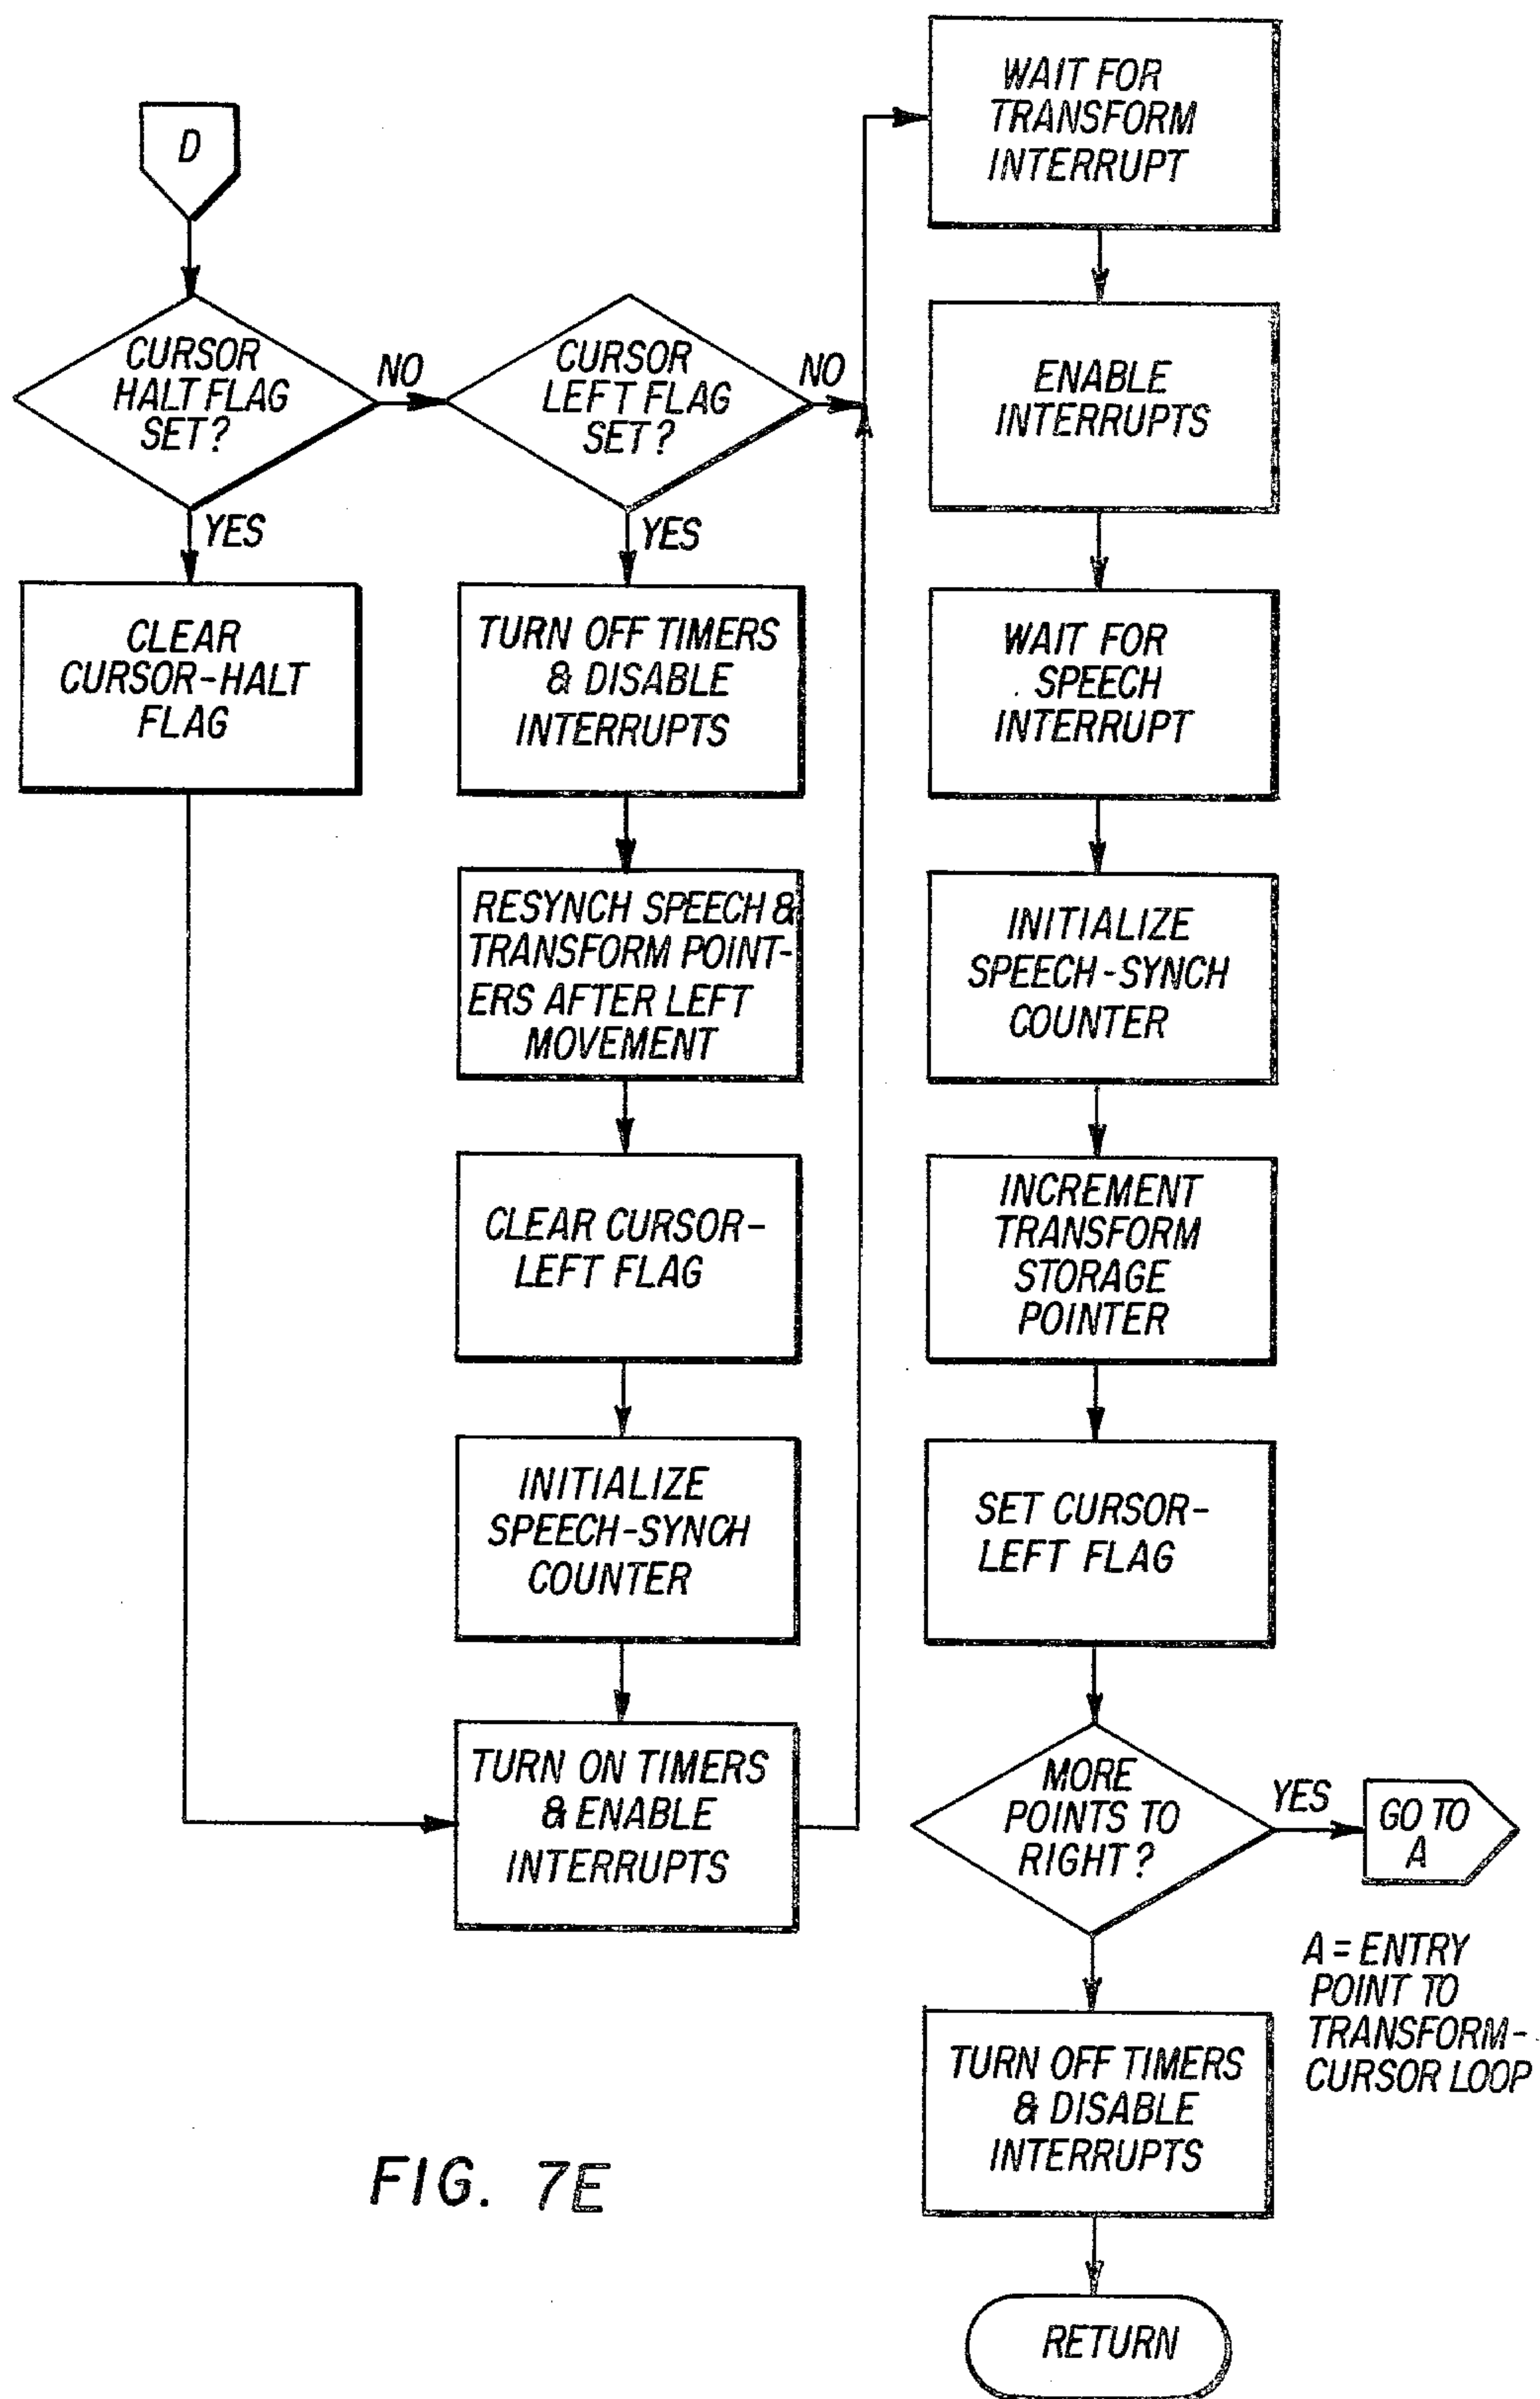 D
CURSOR
HALT FLAG
SET?
NO
YES
CLEAR
CURSOR-HALT
FLAG
CURSOR
LEFT FLAG
SET?
NO
YES
TURN OFF TIMERS
& DISABLE
INTERRUPTS
RESYNCH SPEECH &
TRANSFORM POINT-
ERS AFTER LEFT
MOVEMENT
CLEAR CURSOR-
LEFT FLAG
INITIALIZE
SPEECH-SYNCH
COUNTER
TURN ON TIMERS
& ENABLE
INTERRUPTS
WAIT FOR
TRANSFORM
INTERRUPT
ENABLE
INTERRUPTS
WAIT FOR
SPEECH
INTERRUPT
INITIALIZE
SPEECH-SYNCH
COUNTER
INCREMENT
TRANSFORM
STORAGE
POINTER
SET CURSOR-
LEFT FLAG
MORE
POINTS TO
RIGHT?
YES
GO TO
A
A = ENTRY
POINT TO
TRANSFORM-
CURSOR LOOP
TURN OFF TIMERS
& DISABLE
INTERRUPTS
RETURN
FIG. 7E